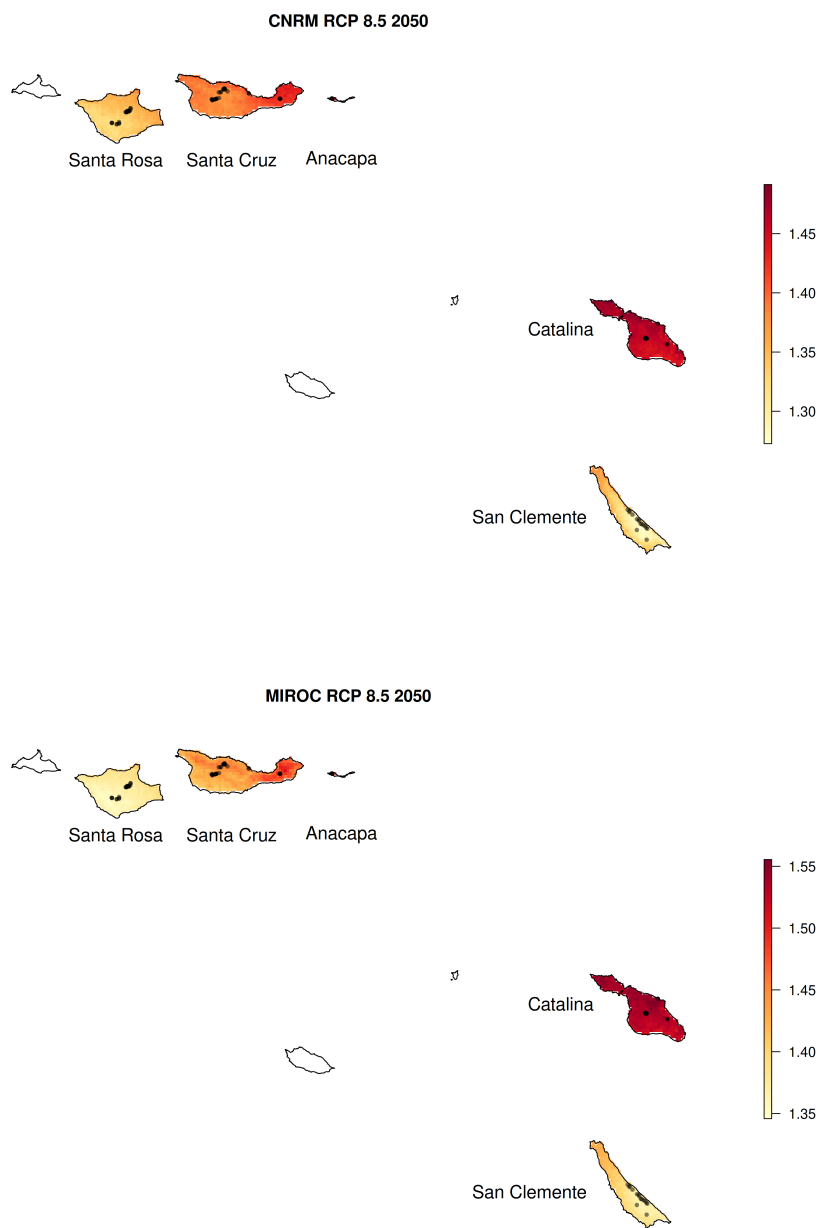 CNRM RCP 8.5 2050
Santa Rosa
Santa Cruz
Anacapa
1.45
1.40
1.35
1.30
Catalina
San Clemente
MIROC RCP 8.5 2050
Santa Rosa
Santa Cruz
Anacapa
1.55
1.50
1.45
1.40
1.35
Catalina
San Clemente